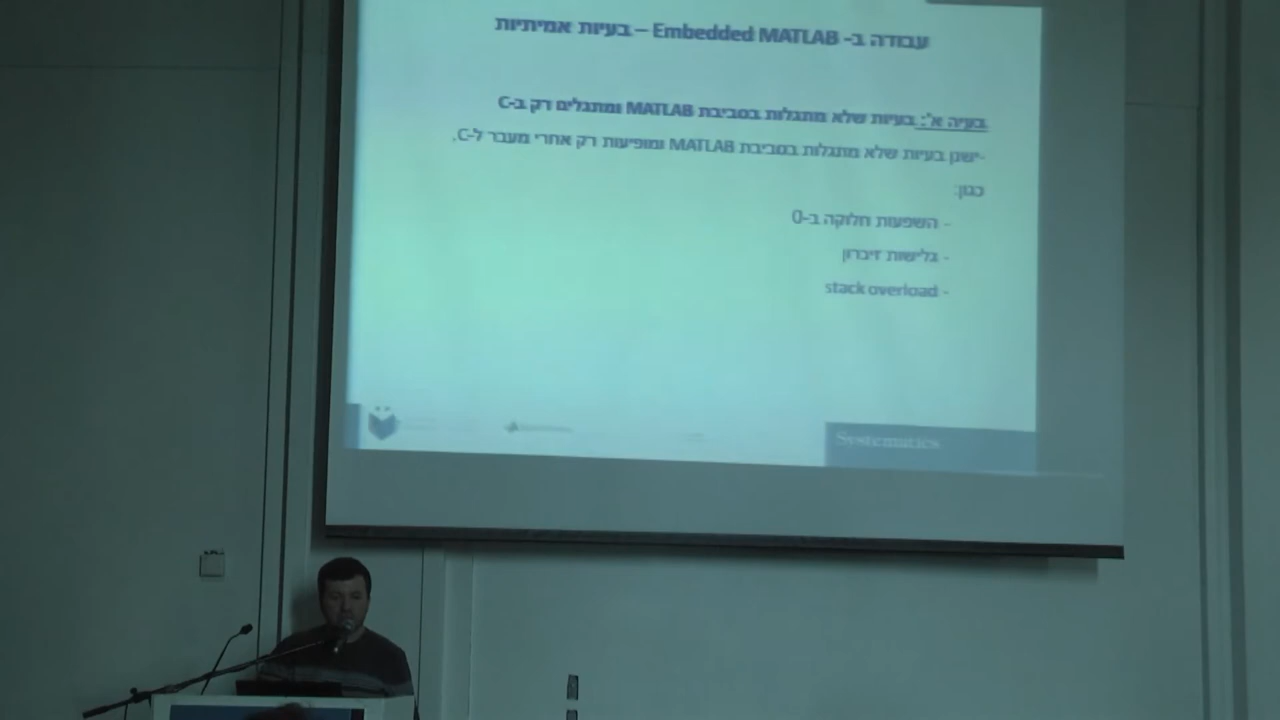 עבודה ב- Embedded MATLAB – בעיות אמיתיות
בעיה א': בעיות שלא מתגלות בסביבת MATLAB ומתגלים רק ב-C
-ישנן בעיות שלא מתגלות בסביבת MATLAB ומופיעות רק אחרי מעבר ל-C.
כגון:
- השפעות חלוקה ב-0
- גלישות זיכרון
- stack overload
Systematics